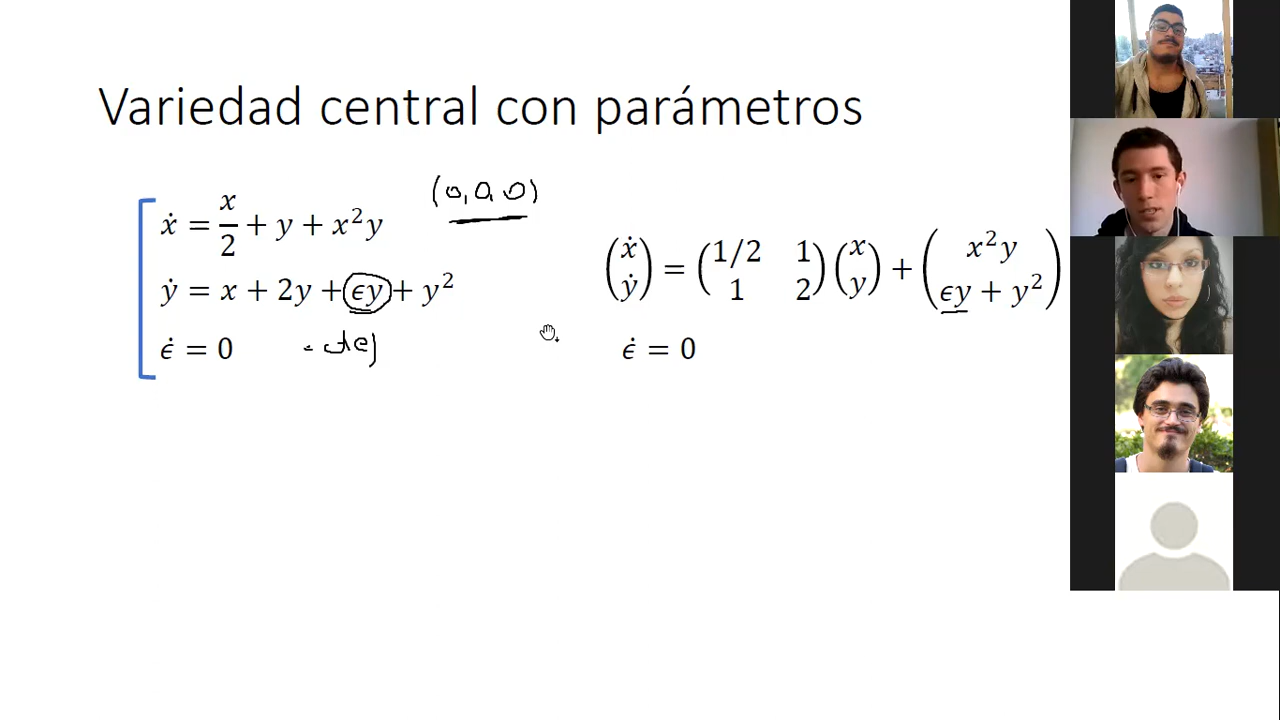 Variedad central con parámetros
(0, 0, 0)
ẋ = x/2 + y + x²y
ẏ = x + 2y + ϵy + y²
ϵ̇ = 0
(ẋ ẏ) = (1/2 1 1 2)(x y) + (x²y ϵy + y²)
ϵ̇ = 0